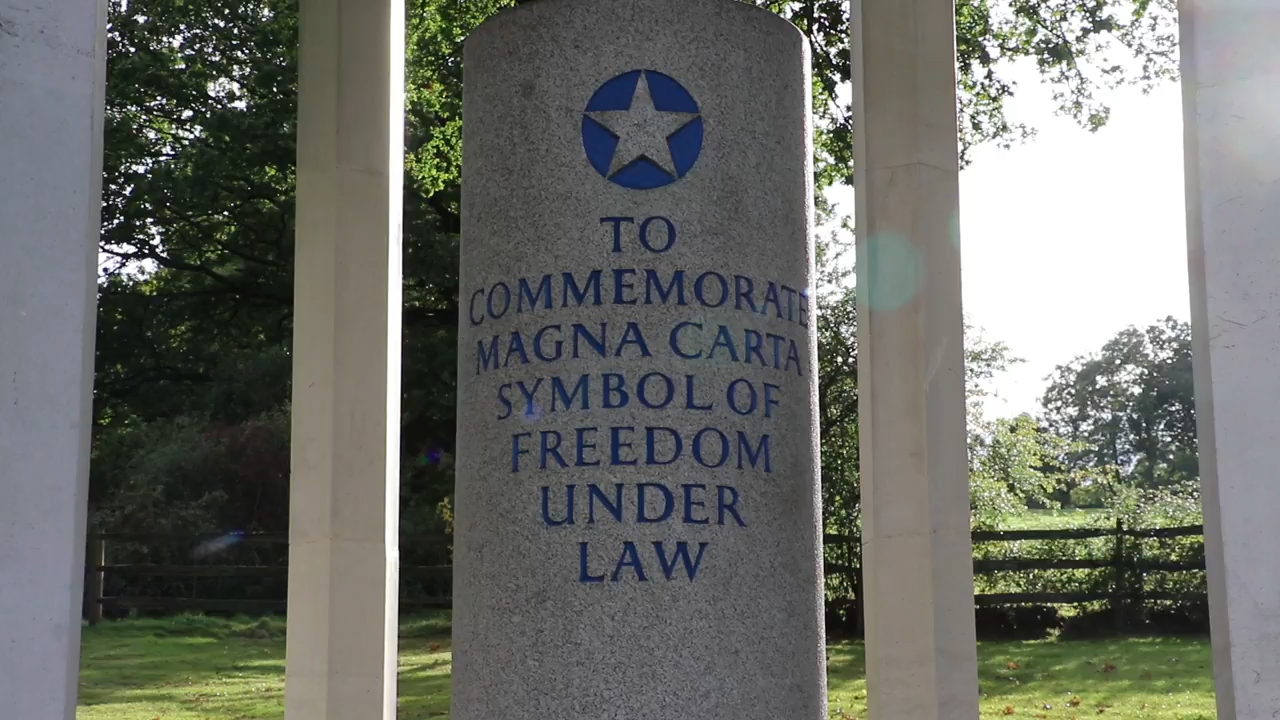 TO
COMMEMORATE
MAGNA CARTA
SYMBOL OF
FREEDOM
UNDER
LAW